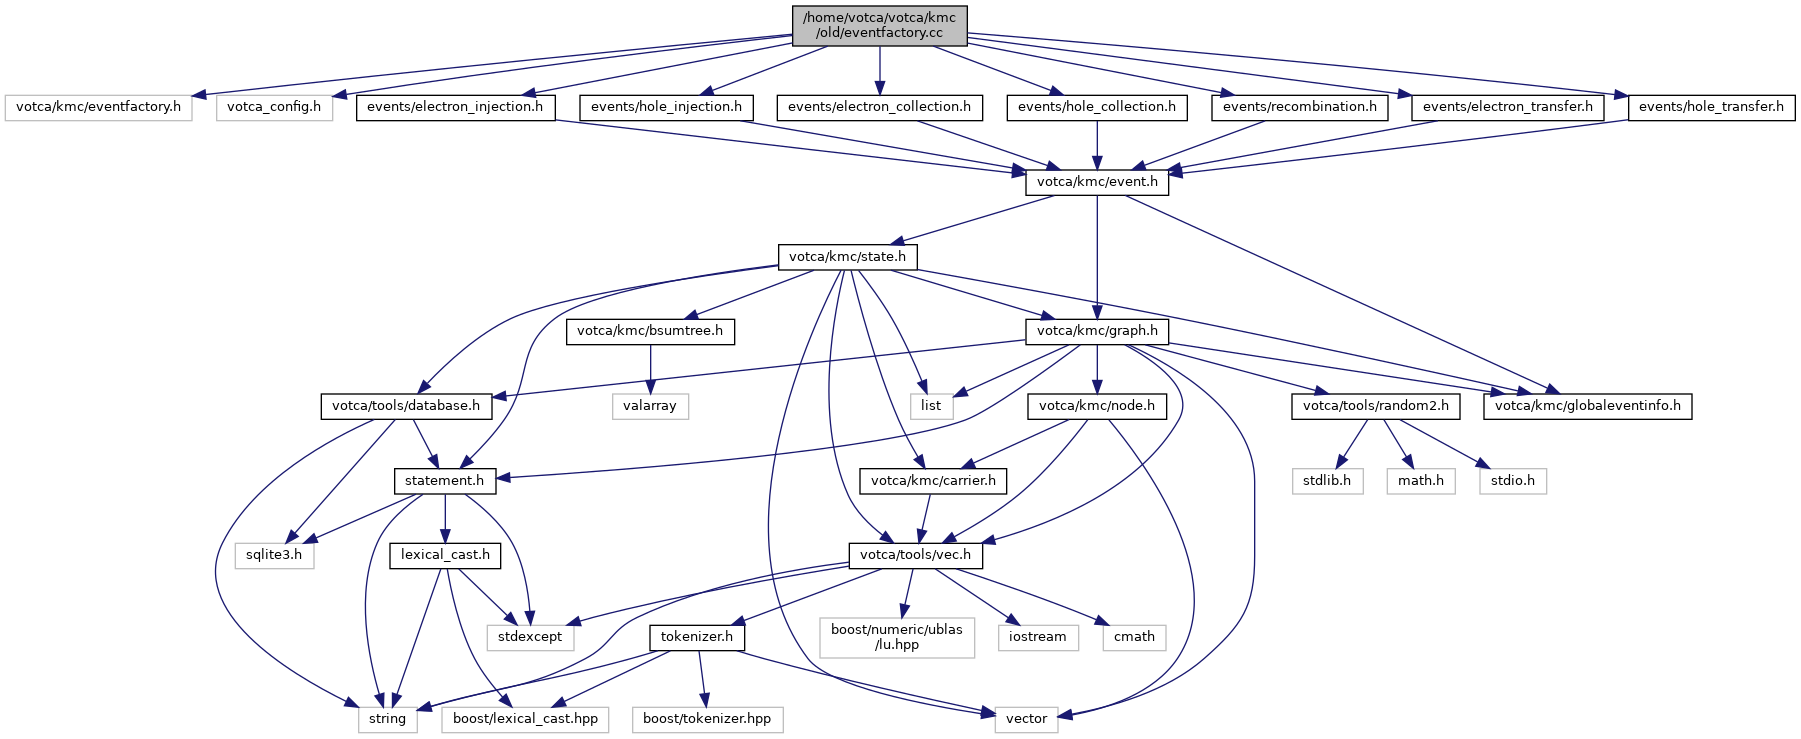 /home/votca/votca/kmc
/old/eventfactory.cc
votca/kmc/eventfactory.h
votca_config.h
events/electron_injection.h
events/hole_injection.h
events/electron_collection.h
events/hole_collection.h
events/recombination.h
events/electron_transfer.h
events/hole_transfer.h
votca/kmc/event.h
votca/kmc/state.h
votca/kmc/bsumtree.h
votca/kmc/graph.h
votca/tools/database.h
valarray
list
votca/kmc/node.h
votca/tools/random2.h
votca/kmc/globaleventinfo.h
statement.h
votca/kmc/carrier.h
stdlib.h
math.h
stdio.h
sqlite3.h
lexical_cast.h
votca/tools/vec.h
stdexcept
tokenizer.h
boost/numeric/ublas
/lu.hpp
iostream
cmath
string
boost/lexical_cast.hpp
boost/tokenizer.hpp
vector